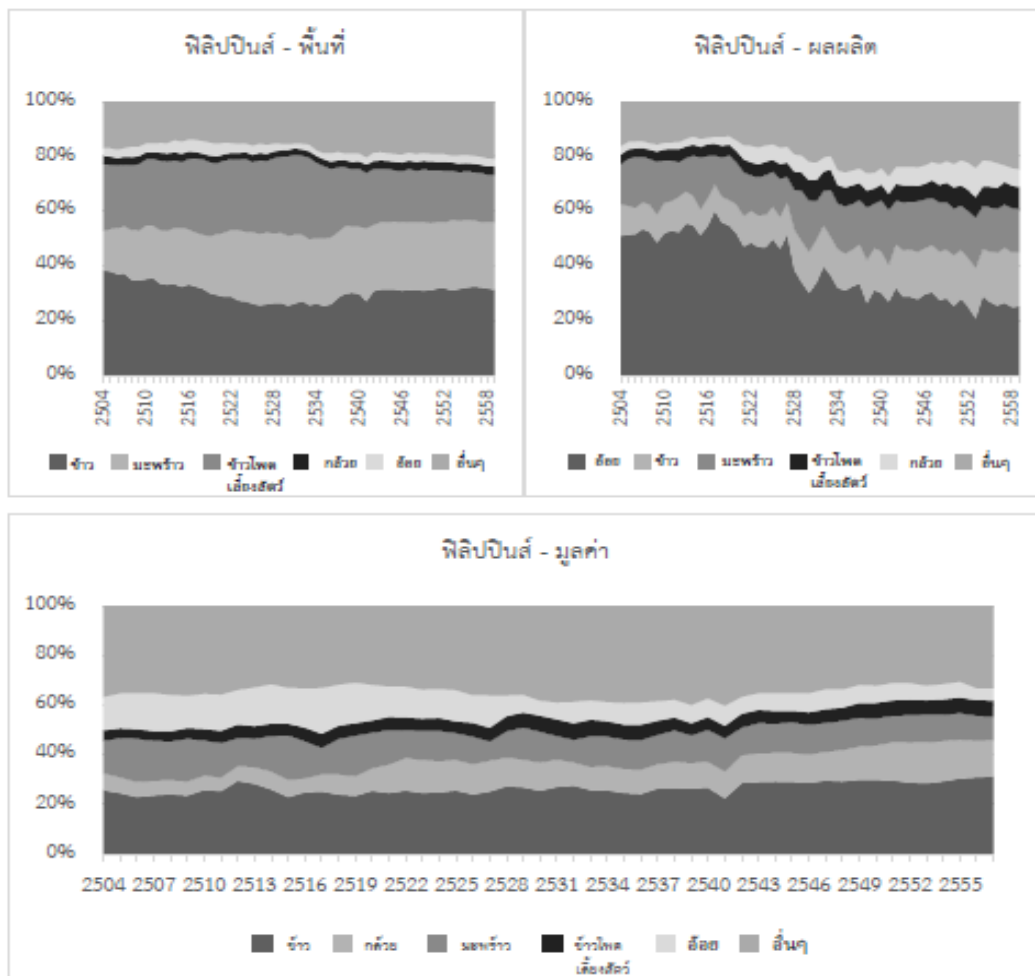 ฟิลิปปินส์ - พื้นที่
100%
80%
60%
40%
20%
0%
2504 2510 2516 2522 2528 2534 2540 2546 2552 2558
ข้าว มะพร้าว ข้าวโพด กล้วย อ้อย อื่นๆ
เลี้ยงสัตว์
ฟิลิปปินส์ - ผลผลิต
100%
80%
60%
40%
20%
0%
2504 2510 2516 2522 2528 2534 2540 2546 2552 2558
อ้อย ข้าว มะพร้าว ข้าวโพด กล้วย อื่นๆ
เลี้ยงสัตว์
ฟิลิปปินส์ - มูลค่า
100%
80%
60%
40%
20%
0%
2504 2507 2510 2513 2516 2519 2522 2525 2528 2531 2534 2537 2540 2543 2546 2549 2552 2555
ข้าว กล้วย มะพร้าว ข้าวโพด อ้อย อื่นๆ
เลี้ยงสัตว์